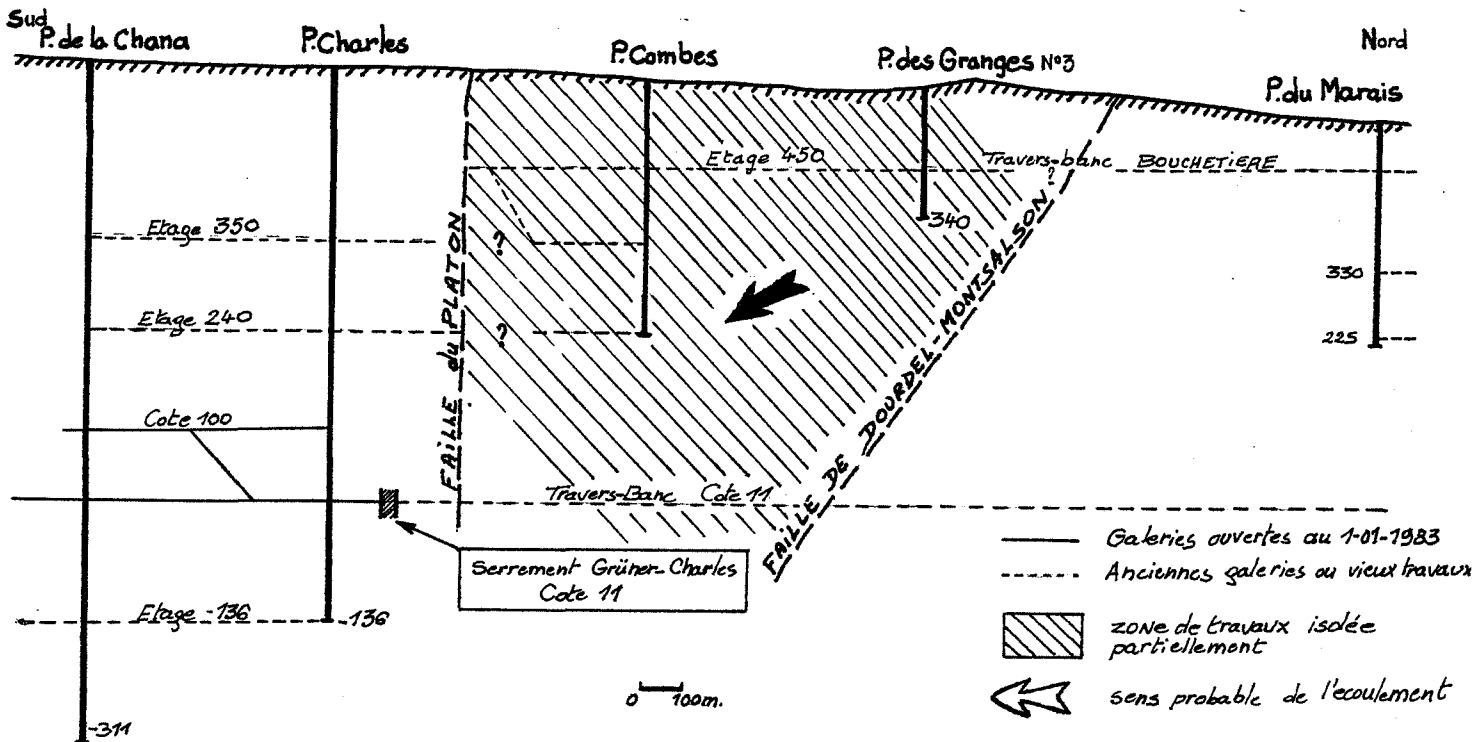 Sud
Nord
P. de la Chana
P. Charles
P. Combes
P. des Granges N°3
P. du Marais
Etage 450
Travers-banc BOUCHETIERE
?
Etage 350
?
340
FAILLE du PLATON
330
Etage 240
?
225
FAILLE DE DOURDEL-MONTSALSON
Cote 100
Travers-Banc Cote 11
Serrement Grüner-Charles
Cote 11
Etage -136
-136
-311
0 100m.
Galeries ouvertes au 1-01-1983
Anciennes galeries ou vieux travaux
zone de travaux isolée
partiellement
sens probable de l'ecoulement